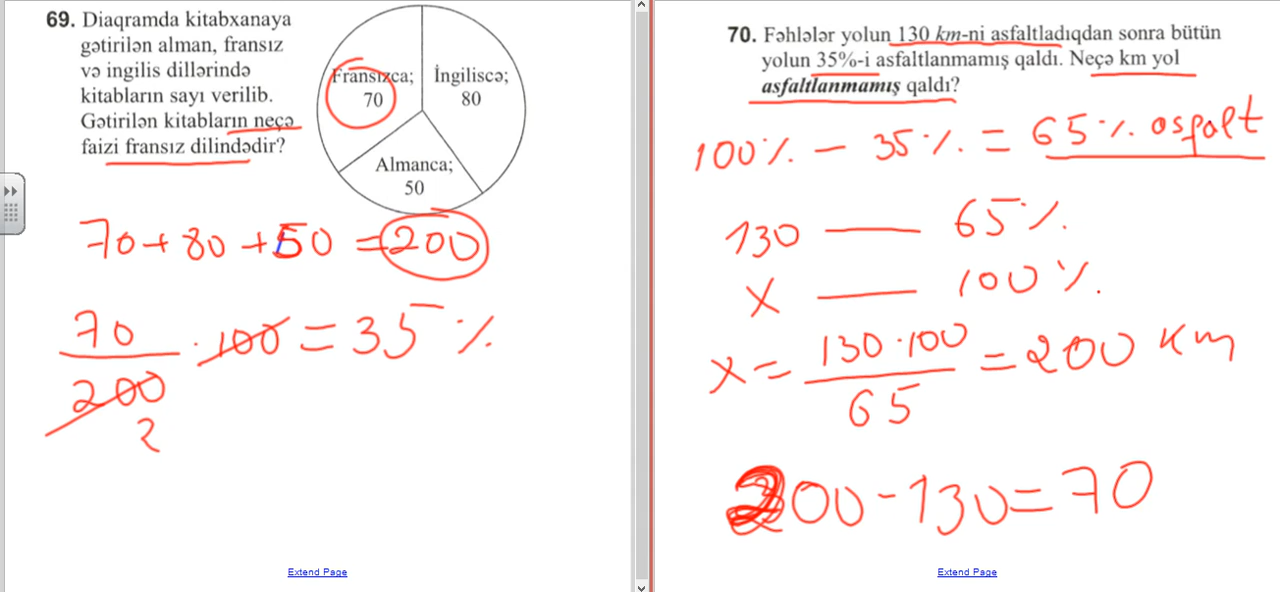 69. Diaqramda kitabxanaya
gətirilən alman, fransız
və ingilis dillərində
kitabların sayı verilib.
Gətirilən kitabların neçə
faizi fransız dilindədir?
Fransızca;
70
İngiliscə;
80
Almanca;
50
70 + 80 + 50 = 200
70
200
2
· 100 = 35 %
Extend Page
70. Fəhlələr yolun 130 km-ni asfaltladıqdan sonra bütün
yolun 35%-i asfaltlanmamış qaldı. Neçə km yol
asfaltlanmamış qaldı?
100% - 35% = 65% asfalt
130 — 65%
x — 100%
x = 130 · 100
65
= 200 km
200 - 130 = 70
Extend Page